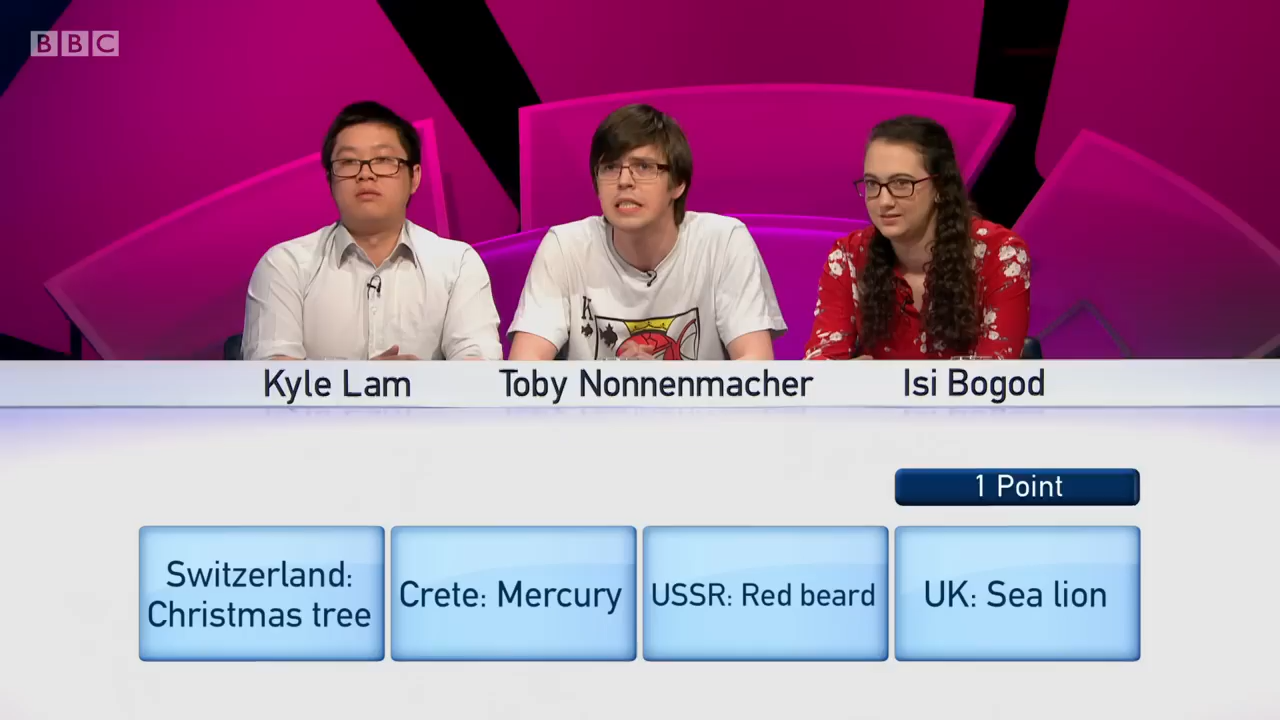 BBC
Kyle Lam
Toby Nonnenmacher
Isi Bogod
1 Point
Switzerland:
Christmas tree
Crete: Mercury
USSR: Red beard
UK: Sea lion
K